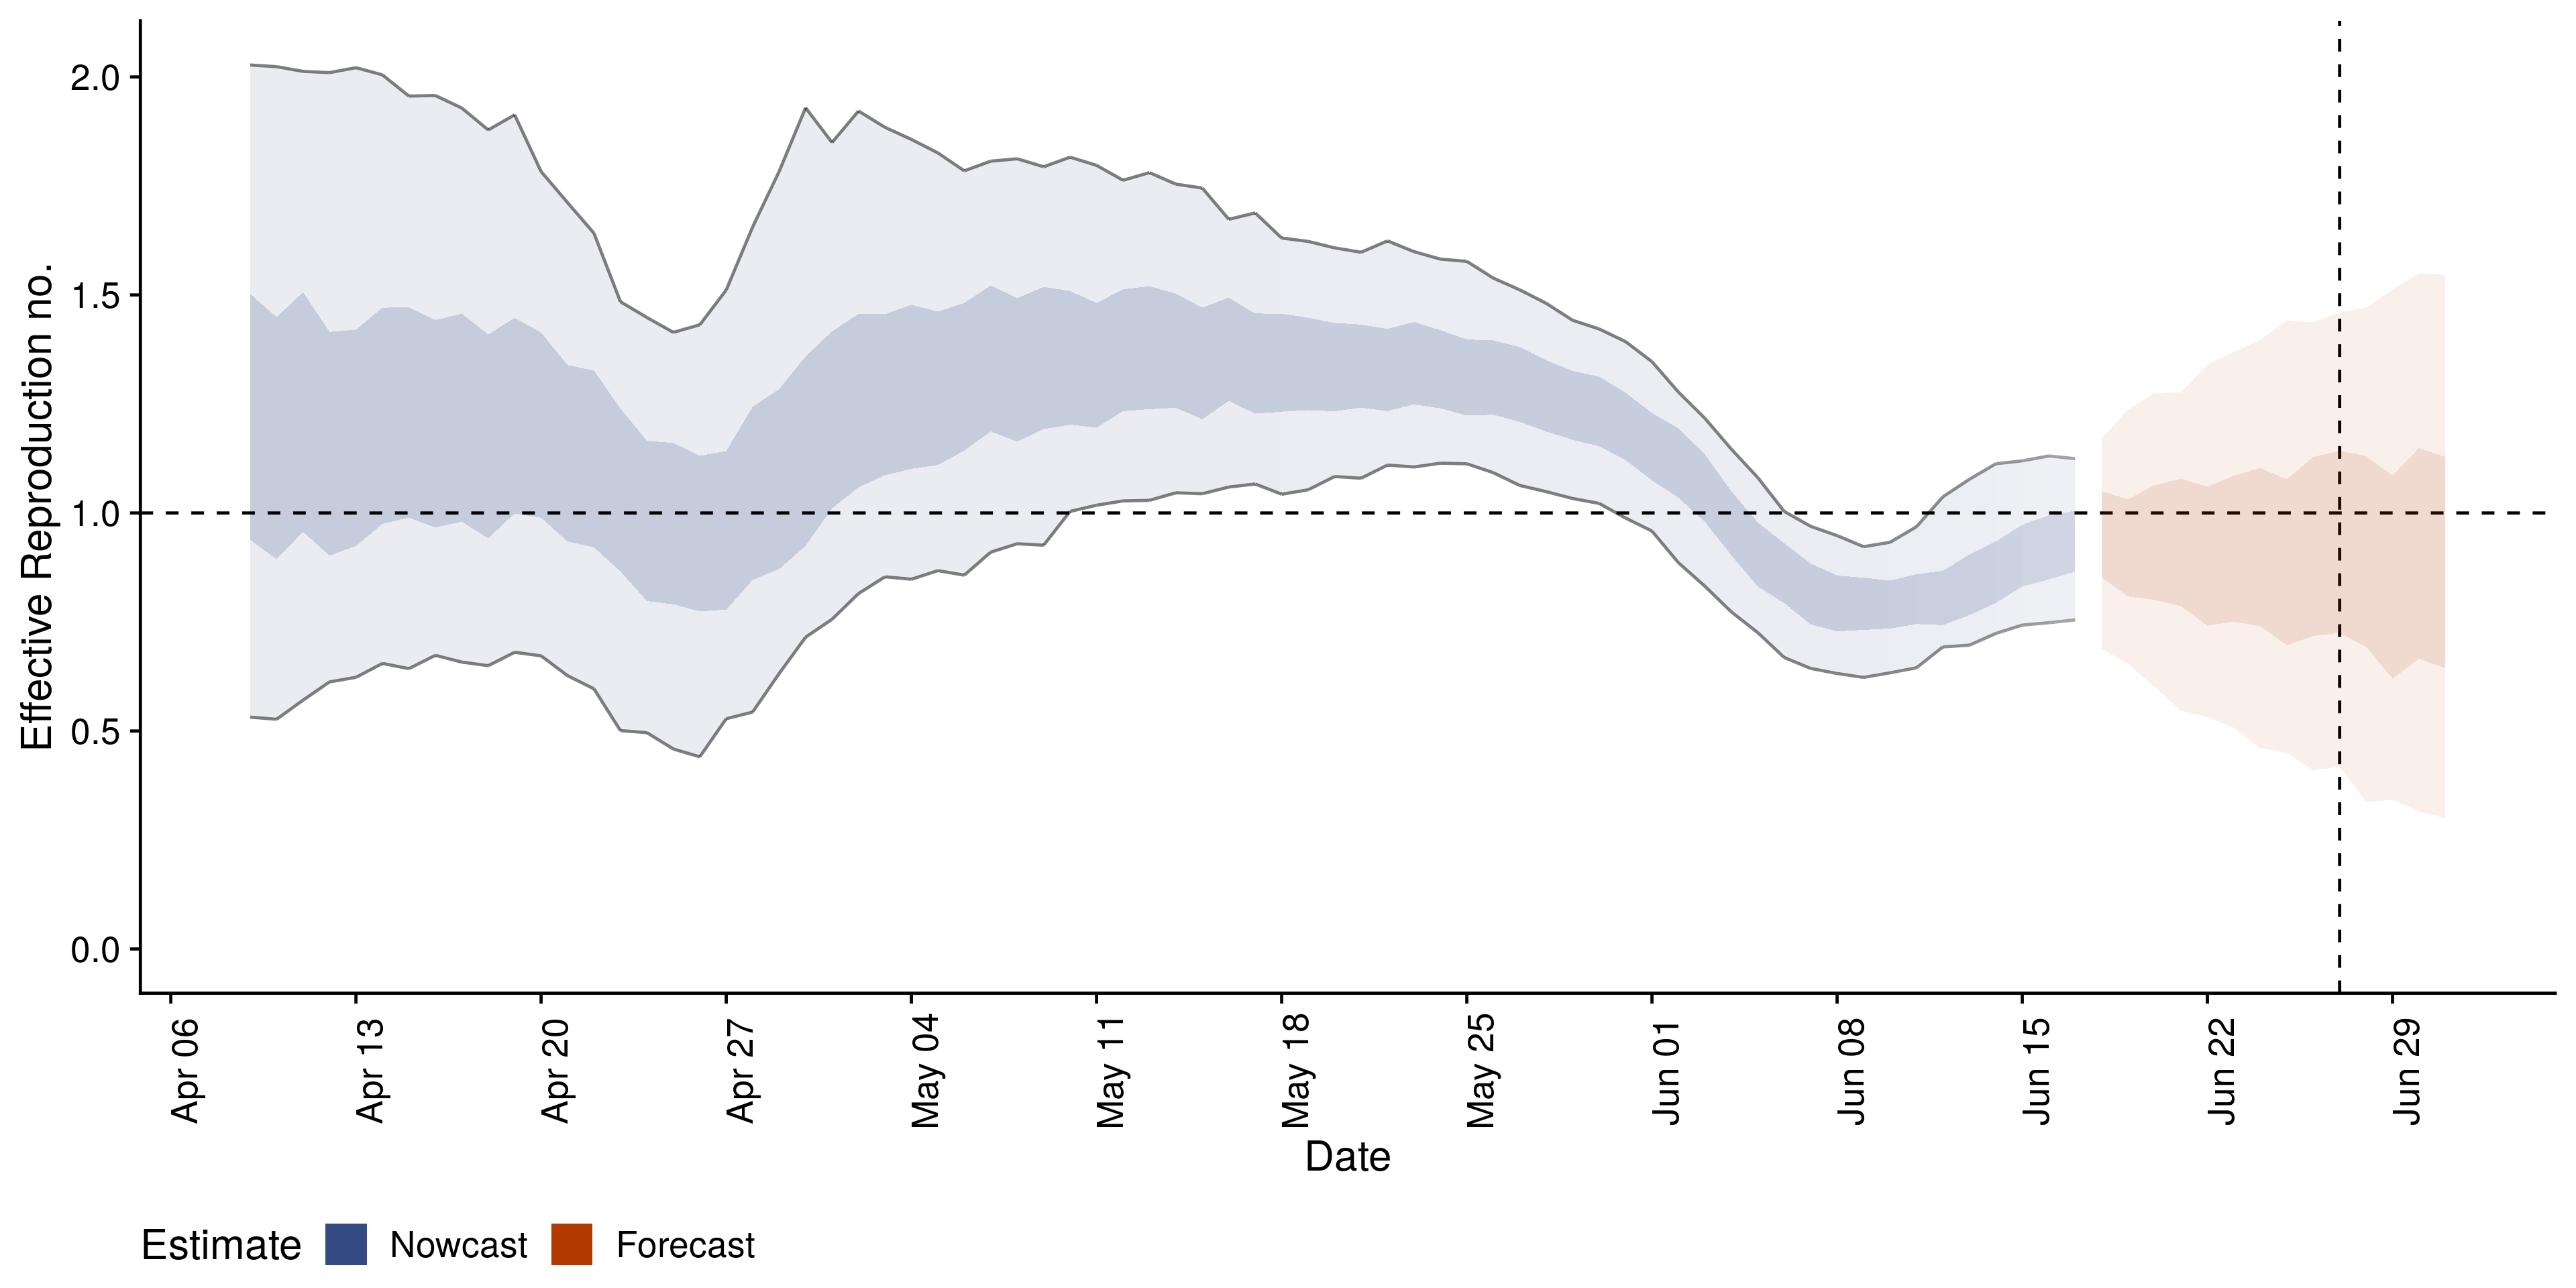 Effective Reproduction no.
2.0
1.5
1.0
0.5
0.0
Apr 06
Apr 13
Apr 20
Apr 27
May 04
May 11
May 18
May 25
Jun 01
Jun 08
Jun 15
Jun 22
Jun 29
Date
Estimate Nowcast Forecast